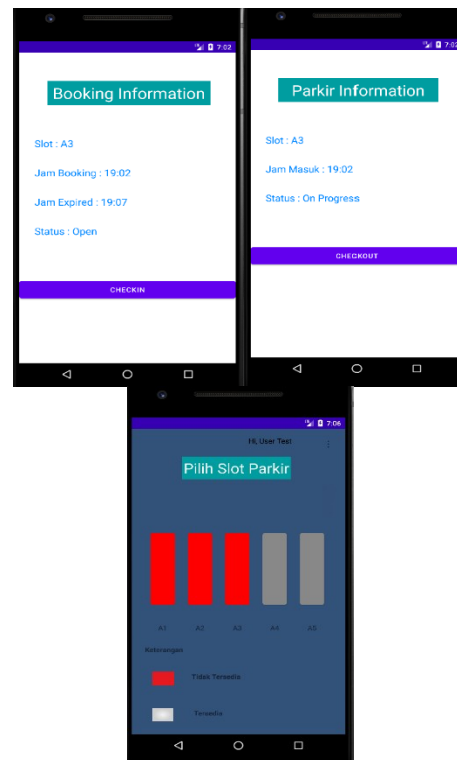 7:02
Booking Information
Slot : A3
Jam Booking : 19:02
Jam Expired : 19:07
Status : Open
CHECKIN
7:02
Parkir Information
Slot : A3
Jam Masuk : 19:02
Status : On Progress
CHECKOUT
7:06
Hi, User Test
Pilih Slot Parkir
A1 A2 A3 A4 A5
Keterangan
Tidak Tersedia
Tersedia